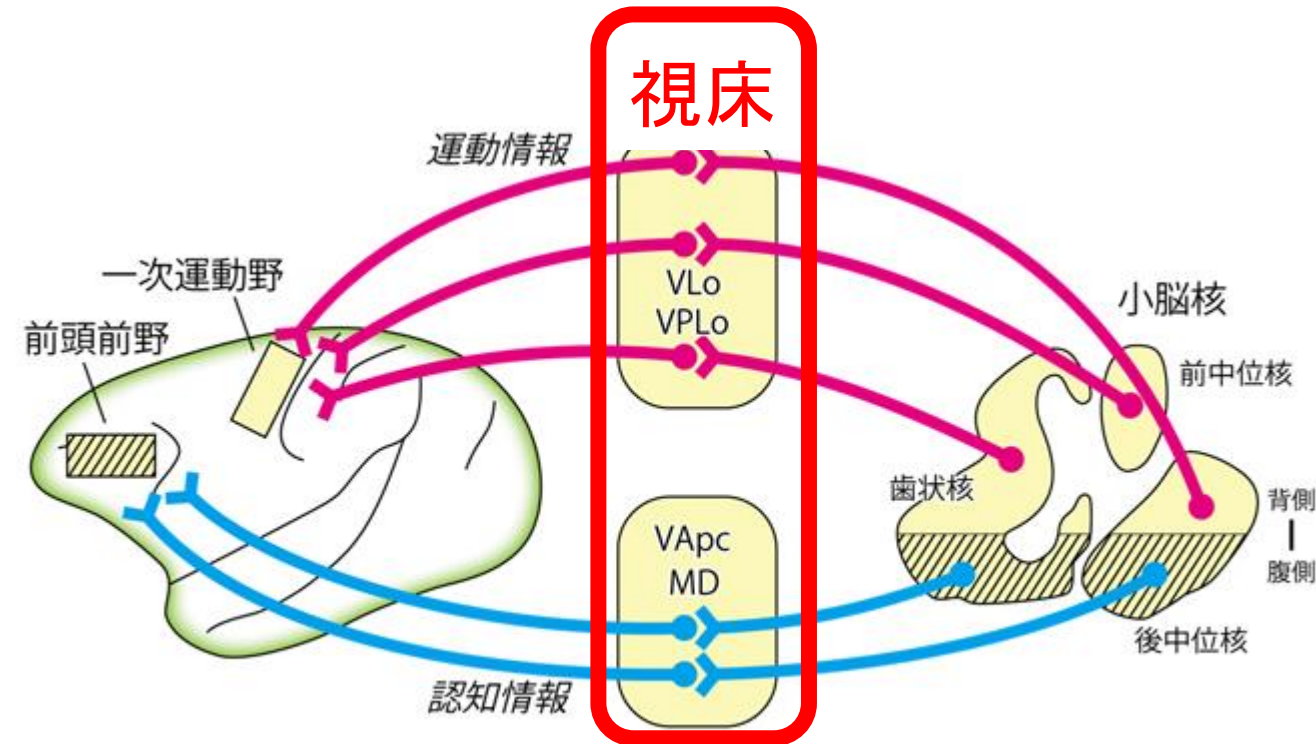 視床
運動情報
一次運動野
前頭前野
VLo
VPLo
小脳核
前中位核
歯状核
背側
腹側
VApc
MD
後中位核
認知情報